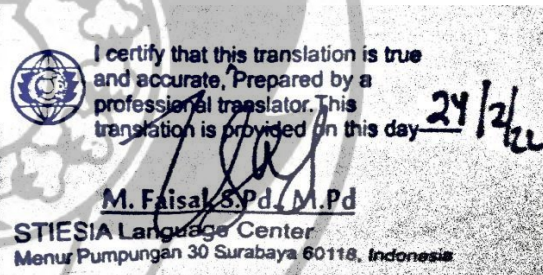 I certify that this translation is true
and accurate, Prepared by a
professional translator. This
translation is provided on this day 24/2/22
M. Faisal, S.Pd., M.Pd
STIESIA Language Center
Menur Pumpungan 30 Surabaya 60118, Indonesia